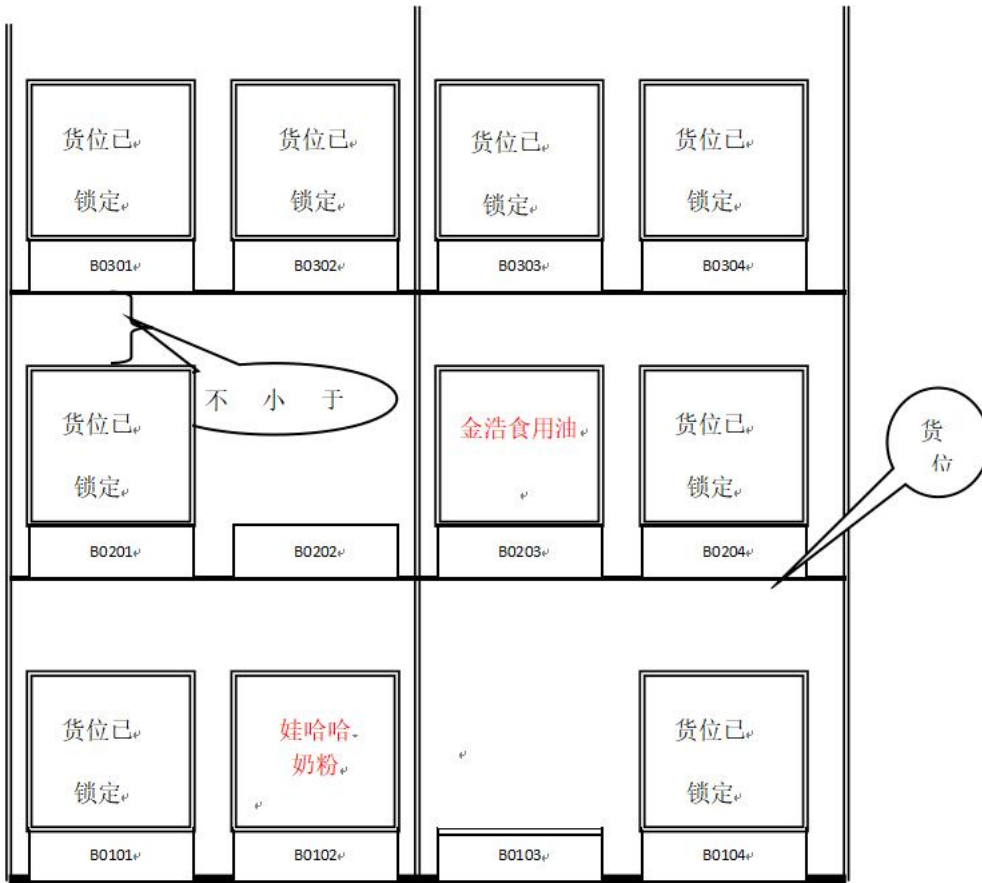 货位已
货位已
货位已
货位已
锁定
锁定
锁定
锁定
B0301
B0302
B0303
B0304
不 小 于
货位已
金浩食用油
货位已
货
位
锁定
锁定
B0201
B0202
B0203
B0204
货位已
娃哈哈
奶粉
货位已
锁定
锁定
B0101
B0102
B0103
B0104